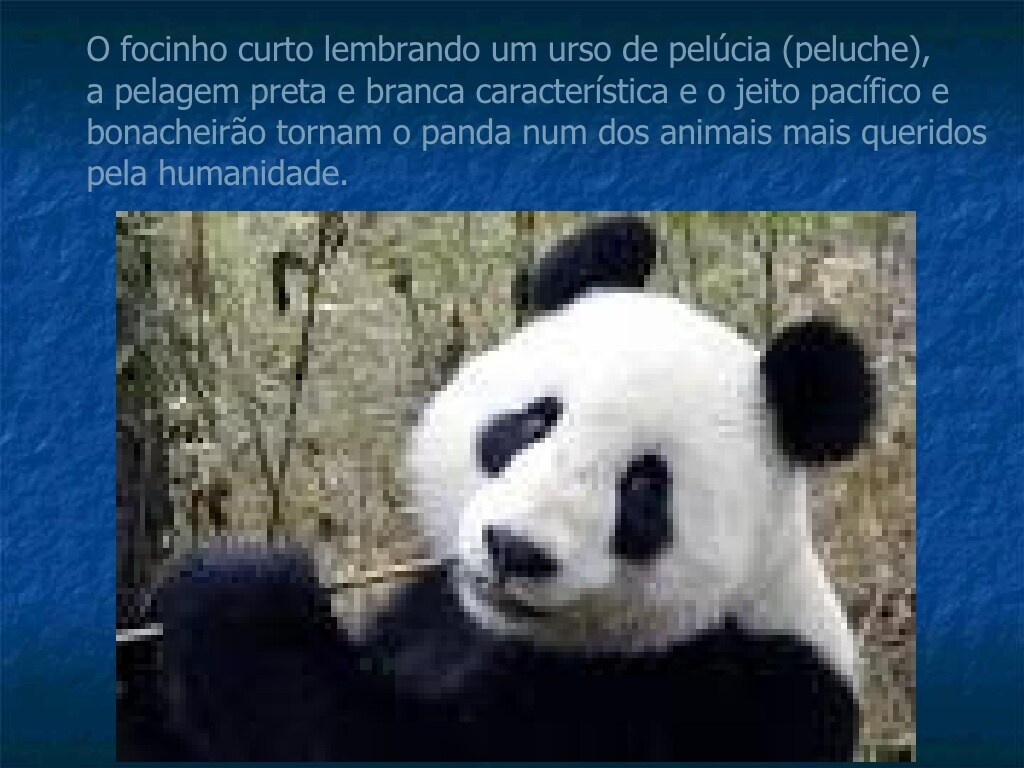 O focinho curto lembrando um urso de pelúcia (peluche),
a pelagem preta e branca característica e o jeito pacífico e
bonacheirão tornam o panda num dos animais mais queridos
pela humanidade.